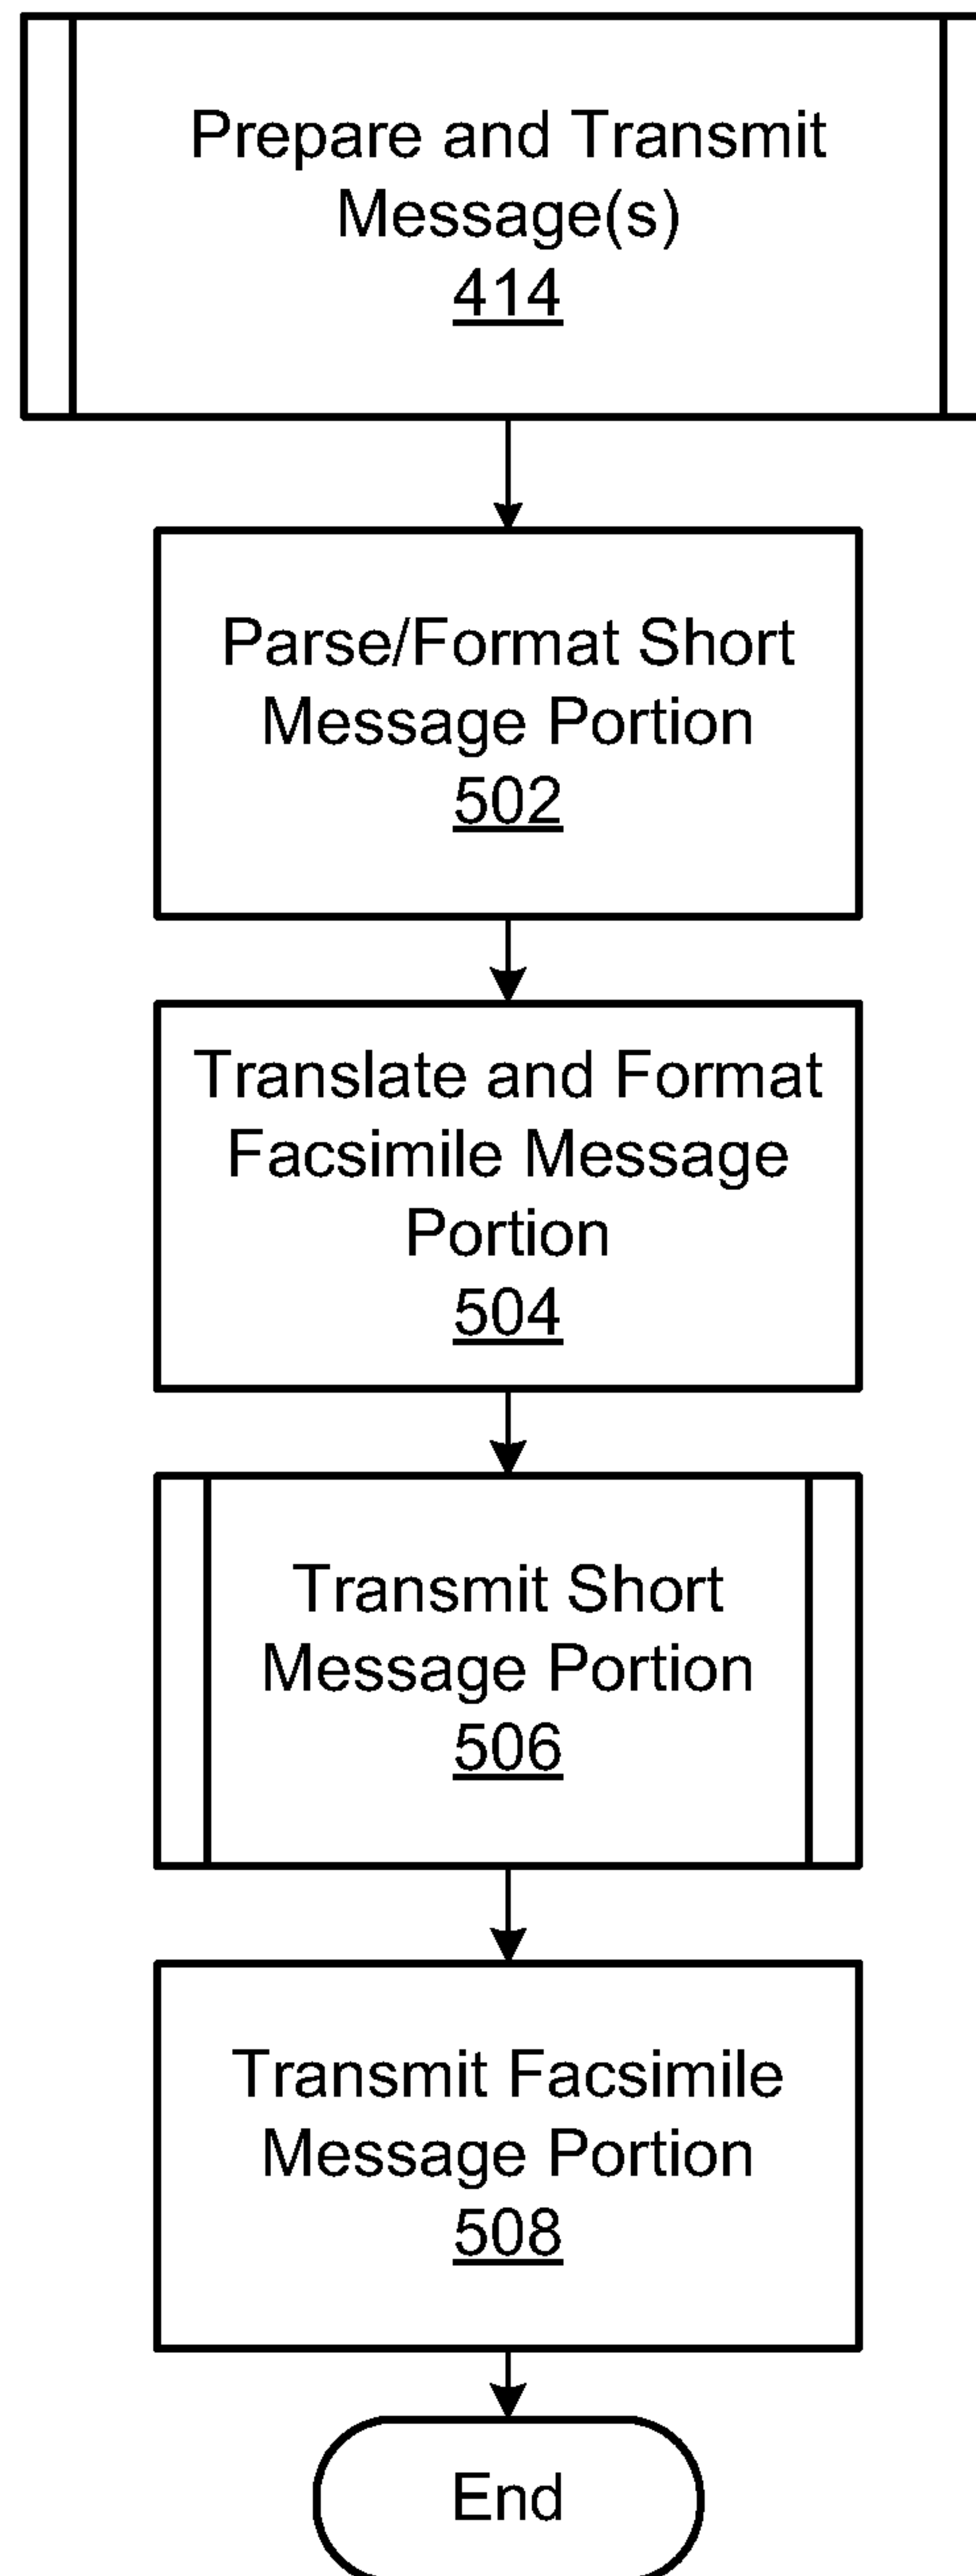 Prepare and Transmit
Message(s)
414
Parse/Format Short
Message Portion
502
Translate and Format
Facsimile Message
Portion
504
Transmit Short
Message Portion
506
Transmit Facsimile
Message Portion
508
End